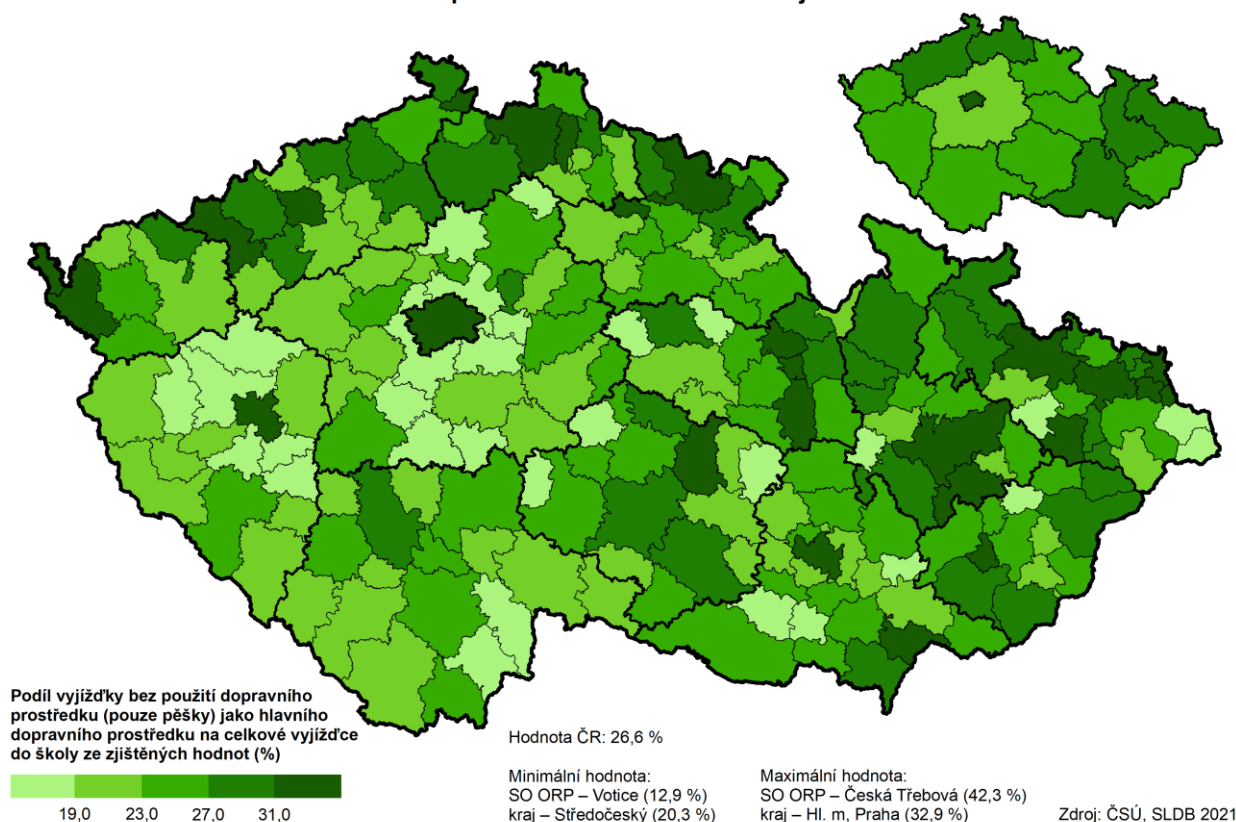 Podíl vyjížďky bez použití dopravního
prostředku (pouze pěšky) jako hlavního
dopravního prostředku na celkové vyjížďce
do školy ze zjištěných hodnot (%)
19,0 23,0 27,0 31,0
Hodnota ČR: 26,6 %
Minimální hodnota:
SO ORP – Votice (12,9 %)
kraj – Středočeský (20,3 %)
Maximální hodnota:
SO ORP – Česká Třebová (42,3 %)
kraj – Hl. m, Praha (32,9 %)
Zdroj: ČSÚ, SLDB 2021